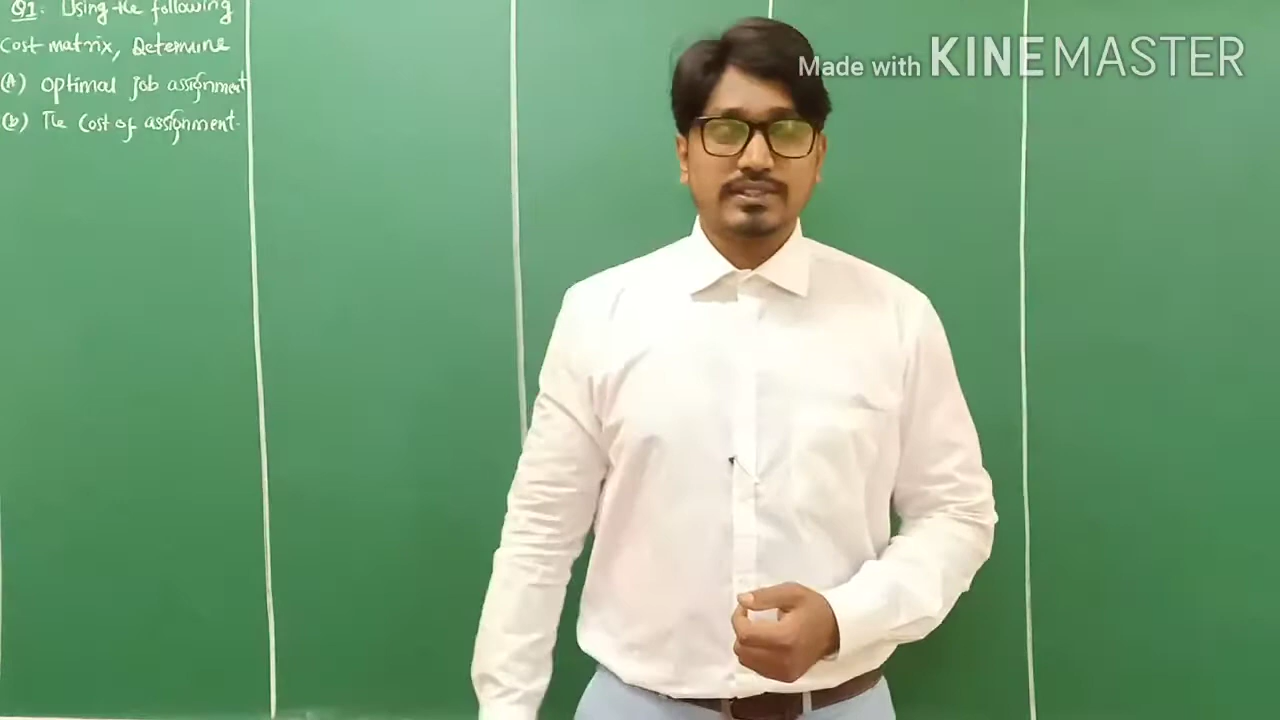 Q1. Using the following
Cost matrix, Determine
(A) Optimal job assignment
(b) The Cost of assignment.
Made with KINEMASTER